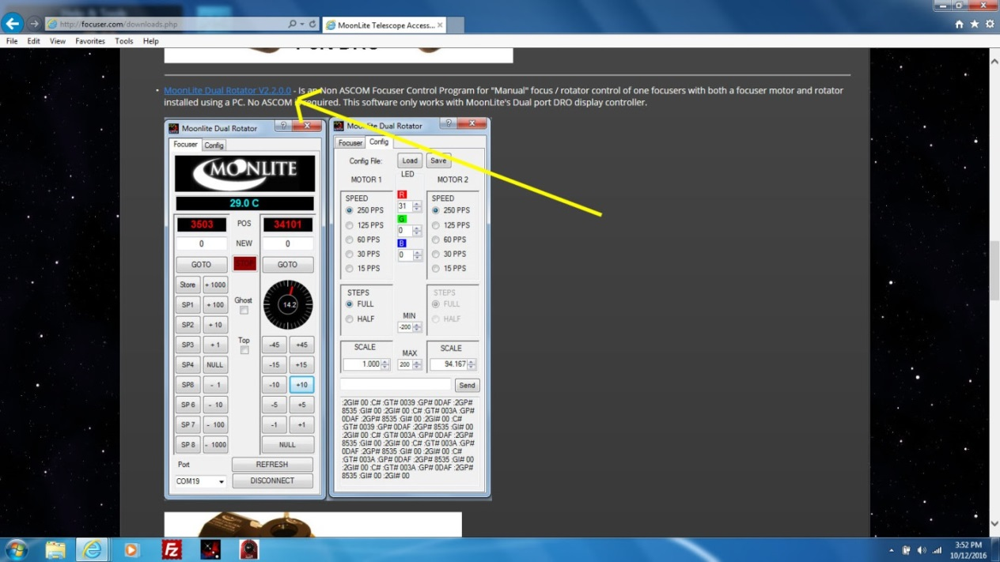 http://focuser.com/downloads.php
MoonLite Telescope Access...
File Edit View Favorites Tools Help
• MoonLite Dual Rotator V2.2.0.0 - Is an Non ASCOM Focuser Control Program for "Manual" focus / rotator control of one focusers with both a focuser motor and rotator
installed using a PC. No ASCOM is required. This software only works with MoonLite's Dual port DRO display controller.
Moonlite Dual Rotator
Focuser Config
MOONLITE
29.0 C
3503 POS 34101
0 NEW 0
GOTO STOP GOTO
Store + 1000
SP1 + 100 Ghost 14.2
SP2 + 10
SP3 + 1 Top -45 +45
SP4 NULL -15 +15
SP8 - 1 -10 +10
SP 6 - 10 -5 +5
SP 7 - 100 -1 +1
SP 8 - 1000 NULL
Port REFRESH
COM19 DISCONNECT
Moonlite Dual Rotator
Focuser Config
Config File: Load Save
MOTOR 1 LED MOTOR 2
SPEED R SPEED
250 PPS 31 250 PPS
125 PPS G 125 PPS
0
60 PPS B 60 PPS
30 PPS 0 30 PPS
15 PPS 15 PPS
STEPS STEPS
FULL FULL
HALF MIN HALF
-200
SCALE MAX SCALE
1.000 200 94.167
Send
:2GI# 00 :C# :GT# 0039 :GP# 0DAF :2GP#
8535 :GI# 00 :2GI# 00 :C# :GT# 003A :GP#
0DAF :2GP# 8535 :GI# 00 :2GI# 00 :C#
:GT# 0039 :GP# 0DAF :2GP# 8535 :GI# 00
:2GI# 00 :C# :GT# 003A :GP# 0DAF :2GP#
8535 :GI# 00 :2GI# 00 :C# :GT# 003A :GP#
0DAF :2GP# 8535 :GI# 00 :2GI# 00 :C#
:GT# 003A :GP# 0DAF :2GP# 8535 :GI# 00
:2GI# 00 :C# :GT# 003A :GP# 0DAF :2GP#
8535 :GI# 00 :2GI# 00
3:52 PM
10/12/2016